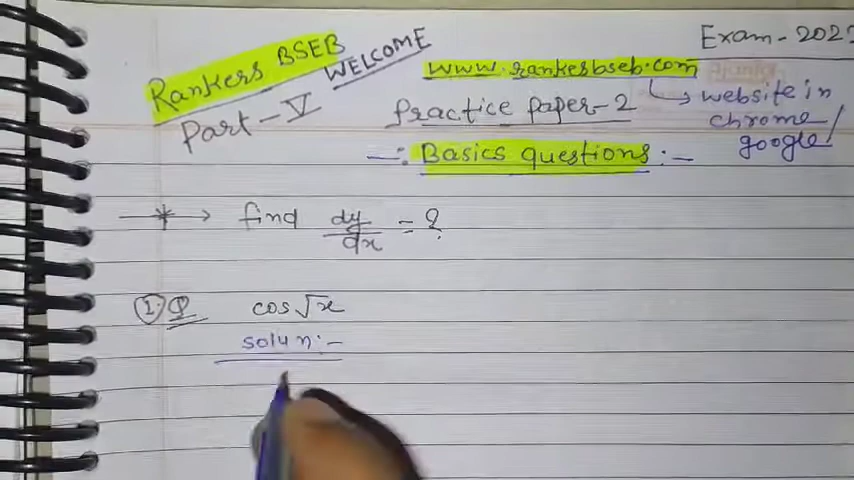 Rankers BSEB WELCOME Exam - 202
Part - V www.rankersbseb.com
practice paper-2 website in chrome/google
-: Basics questions :-
find dy/dx = ?
1. Q cos √x
solun:-